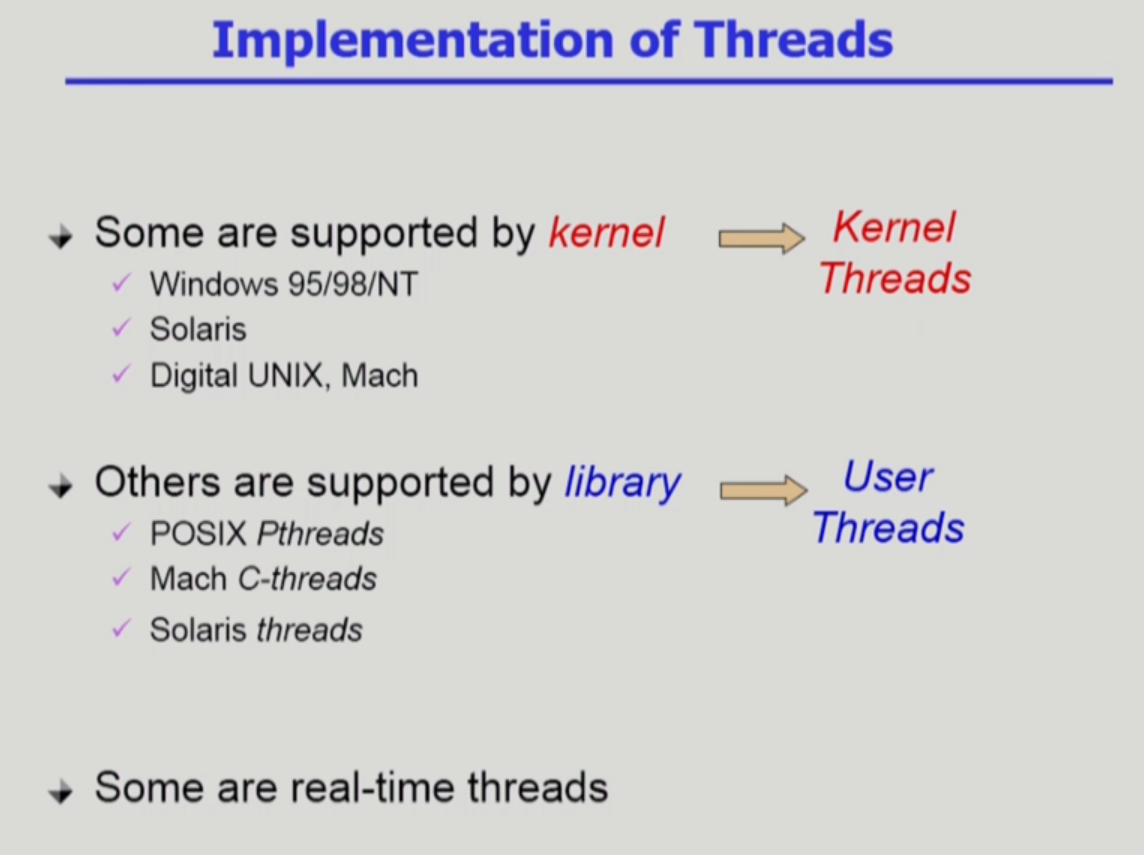 Implementation of Threads
Some are supported by kernel
Kernel
Threads
Windows 95/98/NT
Solaris
Digital UNIX, Mach
Others are supported by library
User
Threads
POSIX Pthreads
Mach C-threads
Solaris threads
Some are real-time threads